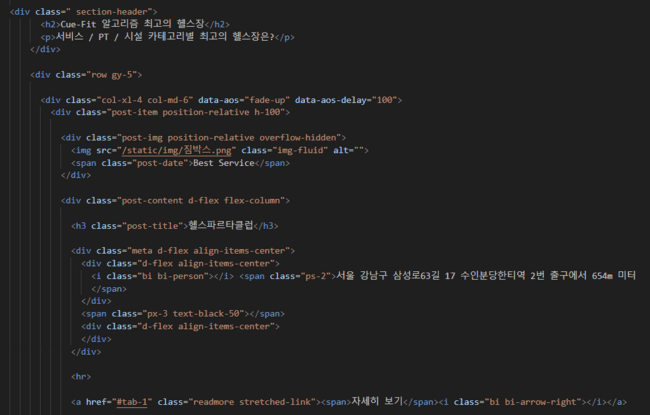 <div class=" section-header">
<h2>Cue-Fit 알고리즘 최고의 헬스장</h2>
<p>서비스 / PT / 시설 카테고리별 최고의 헬스장은?</p>
</div>
<div class="row gy-5">
<div class="col-xl-4 col-md-6" data-aos="fade-up" data-aos-delay="100">
<div class="post-item position-relative h-100">
<div class="post-img position-relative overflow-hidden">
<img src="/static/img/짐박스.png" class="img-fluid" alt="">
<span class="post-date">Best Service</span>
</div>
<div class="post-content d-flex flex-column">
<h3 class="post-title">헬스파르타클럽</h3>
<div class="meta d-flex align-items-center">
<div class="d-flex align-items-center">
<i class="bi bi-person"></i> <span class="ps-2">서울 강남구 삼성로63길 17 수인분당한티역 2번 출구에서 654m 미터
</span>
</div>
<span class="px-3 text-black-50"></span>
<div class="d-flex align-items-center">
</div>
</div>
<hr>
<a href="#tab-1" class="readmore stretched-link"><span>자세히 보기</span><i class="bi bi-arrow-right"></i></a>